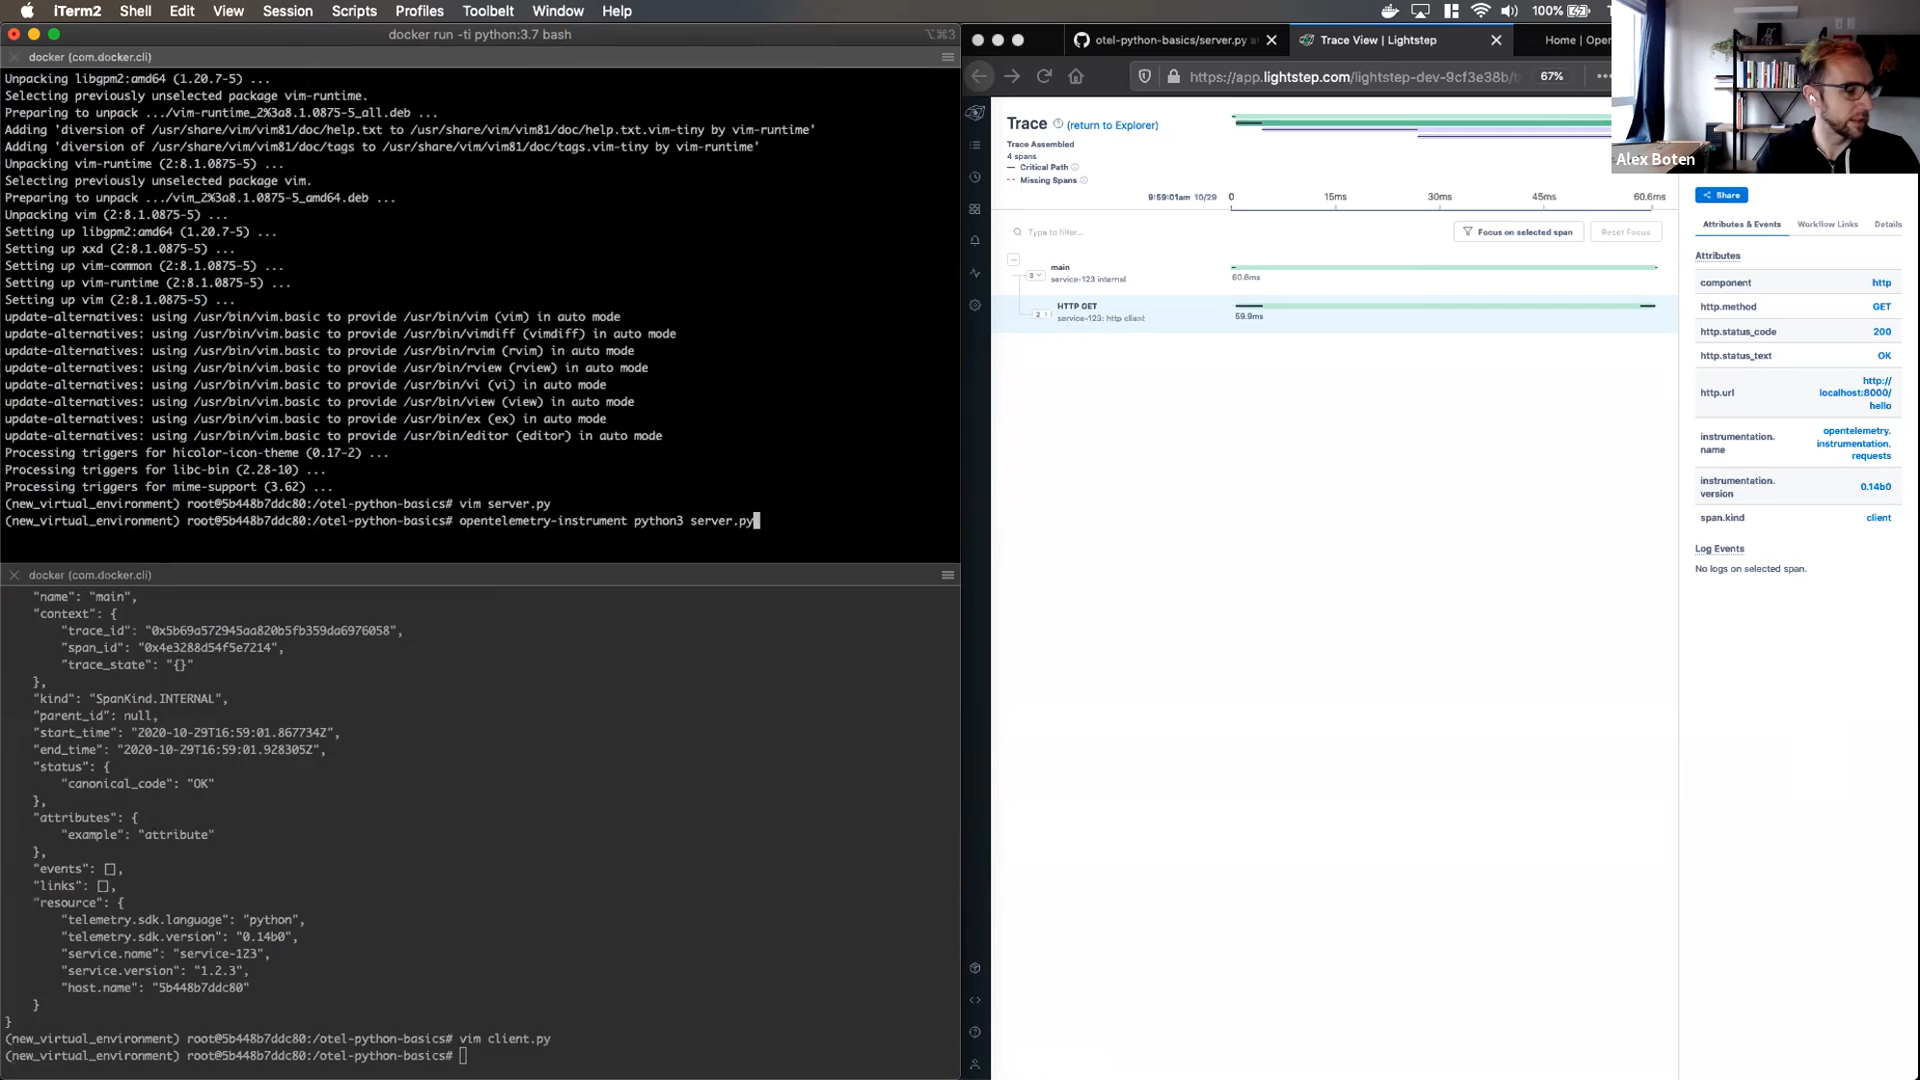 iTerm2 Shell Edit View Session Scripts Profiles Toolbelt Window Help
100%
docker run -ti python:3.7 bash
⌥⌘3
docker (com.docker.cli)
Unpacking libgpm2:amd64 (1.20.7-5) ...
Selecting previously unselected package vim-runtime.
Preparing to unpack .../vim-runtime_2%3a8.1.0875-5_all.deb ...
Adding 'diversion of /usr/share/vim/vim81/doc/help.txt to /usr/share/vim/vim81/doc/help.txt.vim-tiny by vim-runtime'
Adding 'diversion of /usr/share/vim/vim81/doc/tags to /usr/share/vim/vim81/doc/tags.vim-tiny by vim-runtime'
Unpacking vim-runtime (2:8.1.0875-5) ...
Selecting previously unselected package vim.
Preparing to unpack .../vim_2%3a8.1.0875-5_amd64.deb ...
Unpacking vim (2:8.1.0875-5) ...
Setting up libgpm2:amd64 (1.20.7-5) ...
Setting up xxd (2:8.1.0875-5) ...
Setting up vim-common (2:8.1.0875-5) ...
Setting up vim-runtime (2:8.1.0875-5) ...
Setting up vim (2:8.1.0875-5) ...
update-alternatives: using /usr/bin/vim.basic to provide /usr/bin/vim (vim) in auto mode
update-alternatives: using /usr/bin/vim.basic to provide /usr/bin/vimdiff (vimdiff) in auto mode
update-alternatives: using /usr/bin/vim.basic to provide /usr/bin/rvim (rvim) in auto mode
update-alternatives: using /usr/bin/vim.basic to provide /usr/bin/rview (rview) in auto mode
update-alternatives: using /usr/bin/vim.basic to provide /usr/bin/vi (vi) in auto mode
update-alternatives: using /usr/bin/vim.basic to provide /usr/bin/view (view) in auto mode
update-alternatives: using /usr/bin/vim.basic to provide /usr/bin/ex (ex) in auto mode
update-alternatives: using /usr/bin/vim.basic to provide /usr/bin/editor (editor) in auto mode
Processing triggers for hicolor-icon-theme (0.17-2) ...
Processing triggers for libc-bin (2.28-10) ...
Processing triggers for mime-support (3.62) ...
(new_virtual_environment) root@5b448b7ddc80:/otel-python-basics# vim server.py
(new_virtual_environment) root@5b448b7ddc80:/otel-python-basics# opentelemetry-instrument python3 server.py
docker (com.docker.cli)
"name": "main",
"context": {
"trace_id": "0x5b69a572945aa820b5fb359da6976058",
"span_id": "0x4e3288d54f5e7214",
"trace_state": "{}"
},
"kind": "SpanKind.INTERNAL",
"parent_id": null,
"start_time": "2020-10-29T16:59:01.867734Z",
"end_time": "2020-10-29T16:59:01.928305Z",
"status": {
"canonical_code": "OK"
},
"attributes": {
"example": "attribute"
},
"events": [],
"links": [],
"resource": {
"telemetry.sdk.language": "python",
"telemetry.sdk.version": "0.14b0",
"service.name": "service-123",
"service.version": "1.2.3",
"host.name": "5b448b7ddc80"
}
}
(new_virtual_environment) root@5b448b7ddc80:/otel-python-basics# vim client.py
(new_virtual_environment) root@5b448b7ddc80:/otel-python-basics#
otel-python-basics/server.py
Trace View | Lightstep
Home | Open
https://app.lightstep.com/lightstep-dev-9cf3e38b/t
67%
Alex Boten
Trace (return to Explorer)
Trace Assembled
4 spans
Critical Path
Missing Spans
9:59:01am 10/29
0 15ms 30ms 45ms 60.6ms
Type to filter...
Focus on selected span
Reset Focus
3
main
service-123 internal
60.6ms
2
HTTP GET
service-123: http client
59.9ms
Share
Attributes & Events Workflow Links Details
Attributes
component http
http.method GET
http.status_code 200
http.status_text OK
http.url http://
localhost:8000/
hello
instrumentation.
name
opentelemetry.
instrumentation.
requests
instrumentation.
version
0.14b0
span.kind client
Log Events
No logs on selected span.